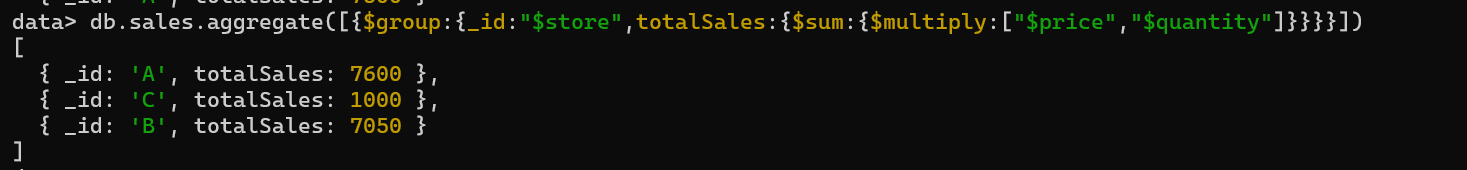 data> db.sales.aggregate([{$group:{_id:"$store",totalSales:{$sum:{$multiply:["$price","$quantity"]}}}}])
[
  { _id: 'A', totalSales: 7600 },
  { _id: 'C', totalSales: 1000 },
  { _id: 'B', totalSales: 7050 }
]